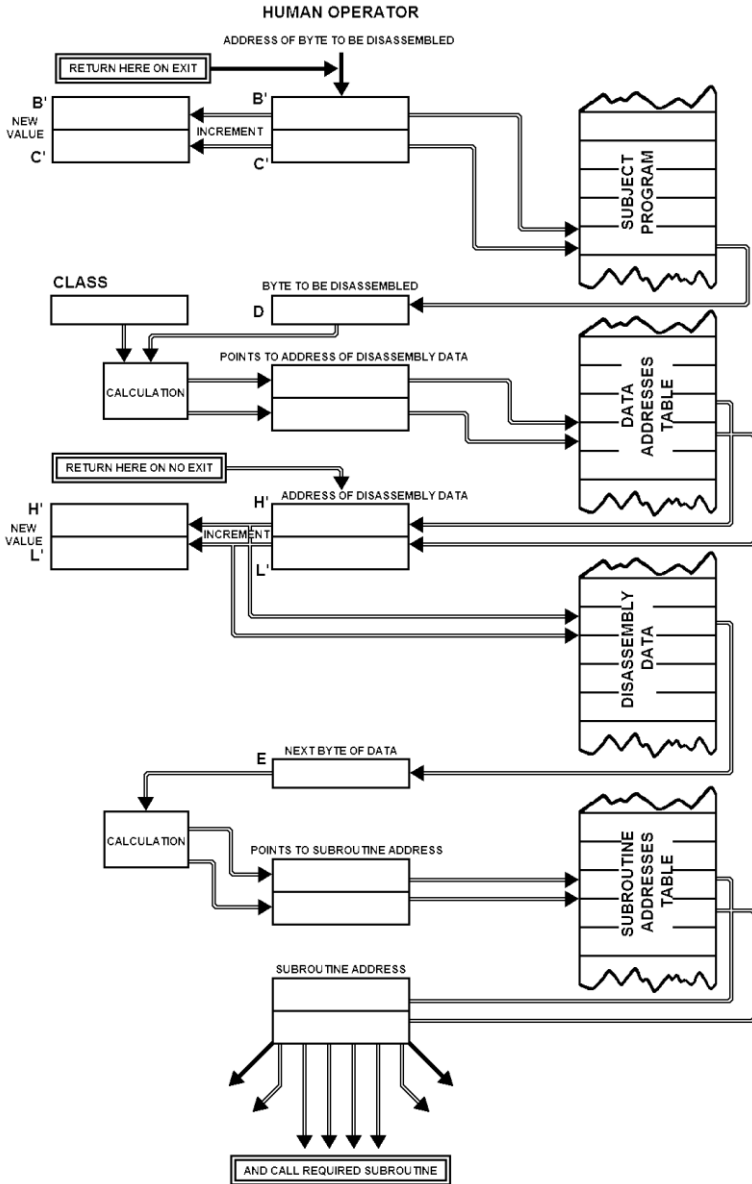 HUMAN OPERATOR
ADDRESS OF BYTE TO BE DISASSEMBLED
RETURN HERE ON EXIT
B'
B'
NEW
VALUE
INCREMENT
C'
C'
SUBJECT
PROGRAM
CLASS
BYTE TO BE DISASSEMBLED
D
POINTS TO ADDRESS OF DISASSEMBLY DATA
CALCULATION
DATA
ADDRESSES
TABLE
RETURN HERE ON NO EXIT
ADDRESS OF DISASSEMBLY DATA
H'
H'
NEW
VALUE
INCREMENT
L'
L'
DISASSEMBLY
DATA
NEXT BYTE OF DATA
E
CALCULATION
POINTS TO SUBROUTINE ADDRESS
SUBROUTINE
ADDRESSES
TABLE
SUBROUTINE ADDRESS
AND CALL REQUIRED SUBROUTINE